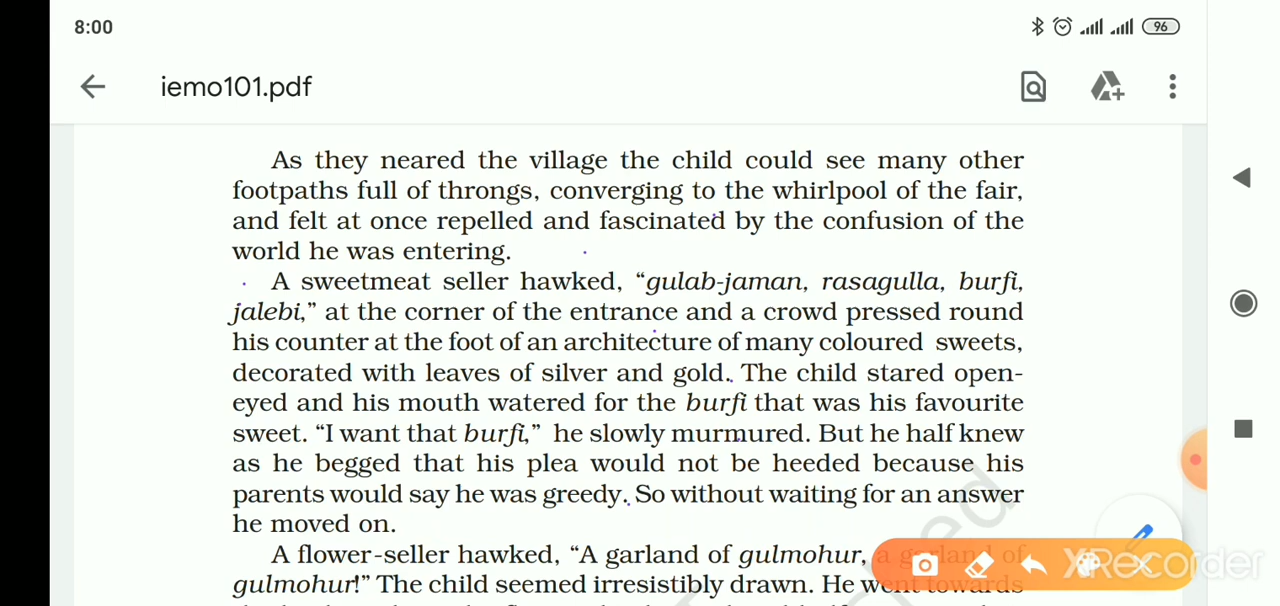 8:00
96
iemo101.pdf
As they neared the village the child could see many other
footpaths full of throngs, converging to the whirlpool of the fair,
and felt at once repelled and fascinated by the confusion of the
world he was entering.
A sweetmeat seller hawked, “gulab-jaman, rasagulla, burfi,
jalebi,” at the corner of the entrance and a crowd pressed round
his counter at the foot of an architecture of many coloured sweets,
decorated with leaves of silver and gold. The child stared open-
eyed and his mouth watered for the burfi that was his favourite
sweet. “I want that burfi,” he slowly murmured. But he half knew
as he begged that his plea would not be heeded because his
parents would say he was greedy. So without waiting for an answer
he moved on.
A flower-seller hawked, “A garland of gulmohur, a garland of
gulmohur!” The child seemed irresistibly drawn. He went towards
XRecorder